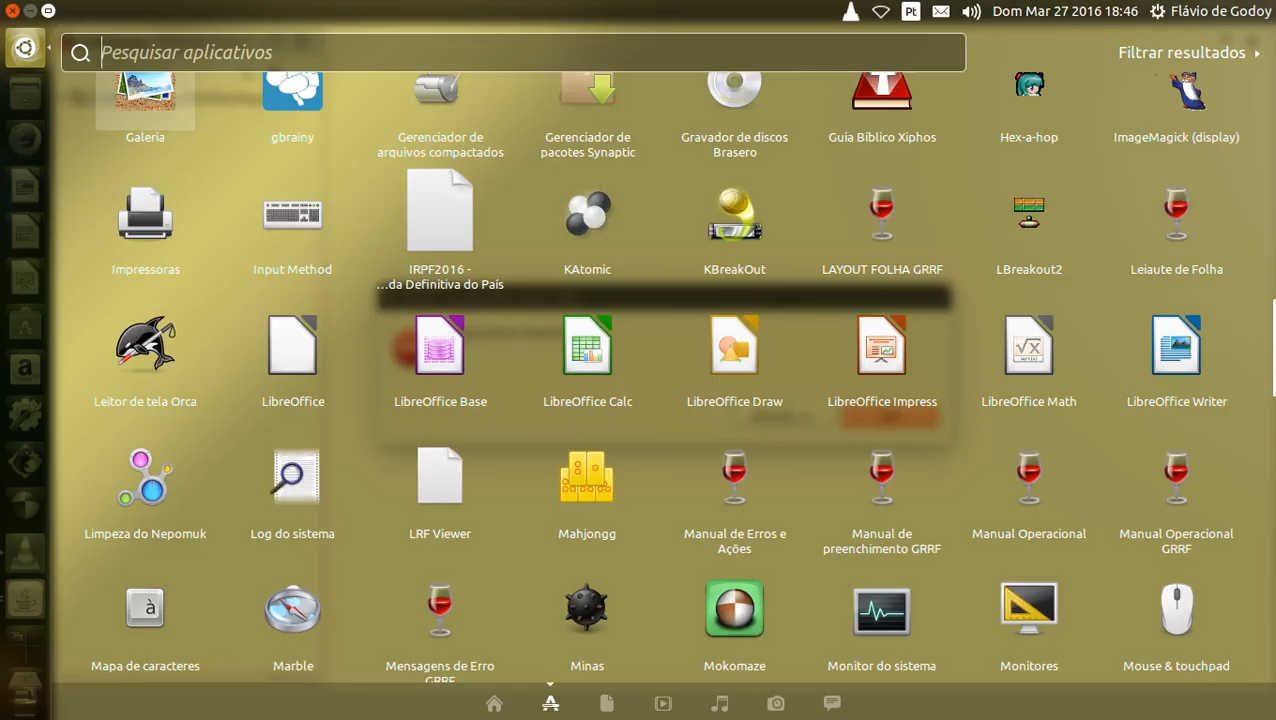 Pt
Dom Mar 27 2016 18:46
Flávio de Godoy
Pesquisar aplicativos
Filtrar resultados
Galeria
gbrainy
Gerenciador de
arquivos compactados
Gerenciador de
pacotes Synaptic
Gravador de discos
Brasero
Guia Bíblico Xiphos
Hex-a-hop
ImageMagick (display)
Impressoras
Input Method
IRPF2016 -
...da Definitiva do País
KAtomic
KBreakOut
LAYOUT FOLHA GRRF
LBreakout2
Leiaute de Folha
Leitor de tela Orca
LibreOffice
LibreOffice Base
LibreOffice Calc
LibreOffice Draw
LibreOffice Impress
LibreOffice Math
LibreOffice Writer
Limpeza do Nepomuk
Log do sistema
LRF Viewer
Mahjongg
Manual de Erros e
Ações
Manual de
preenchimento GRRF
Manual Operacional
Manual Operacional
GRRF
à
Mapa de caracteres
Marble
Mensagens de Erro
GRRF
Minas
Mokomaze
Monitor do sistema
Monitores
Mouse & touchpad